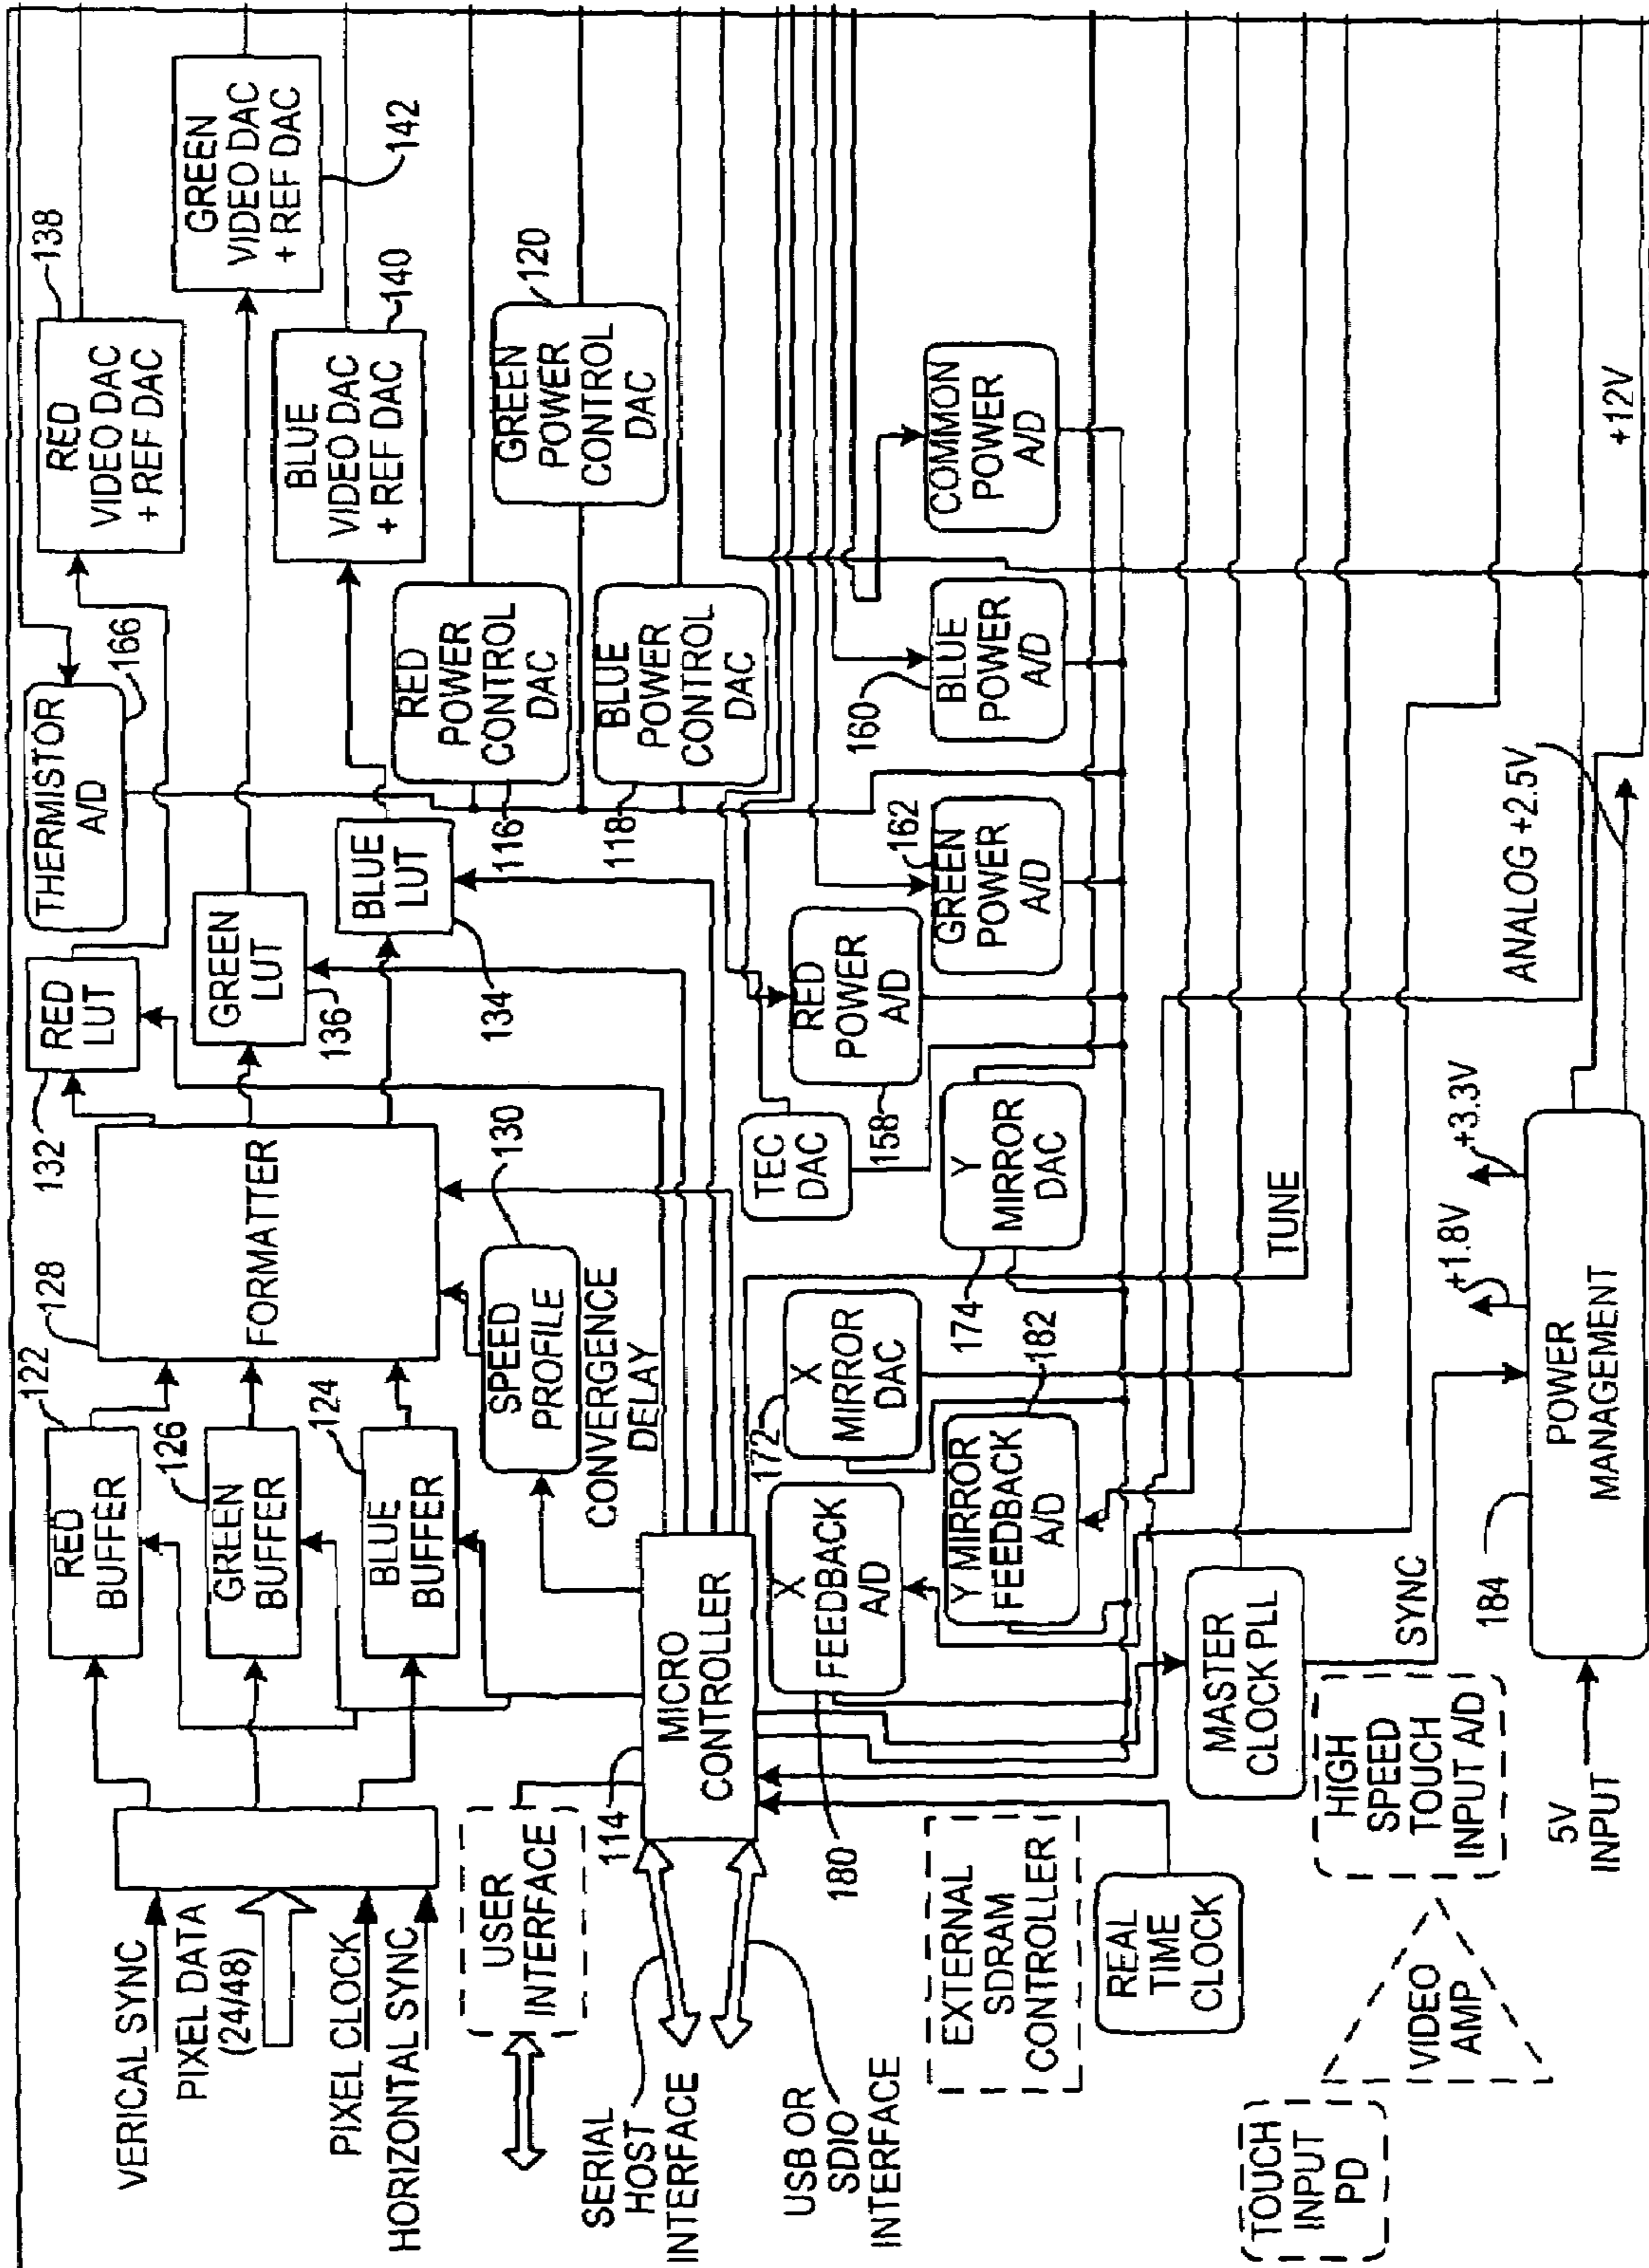 VERICAL SYNC
PIXEL DATA
(24/48)
PIXEL CLOCK
HORIZONTAL SYNC
122
RED
BUFFER
126
GREEN
BUFFER
124
BLUE
BUFFER
128
FORMATTER
132
RED
LUT
GREEN
LUT
136
BLUE
LUT
134
THERMISTOR
A/D
166
138
RED
VIDEO DAC
+ REF DAC
GREEN
VIDEO DAC
+ REF DAC
142
BLUE
VIDEO DAC
+ REF DAC
140
RED
POWER
CONTROL
DAC
116
GREEN
POWER
CONTROL
DAC
120
BLUE
POWER
CONTROL
DAC
118
USER
INTERFACE
SPEED
PROFILE
130
CONVERGENCE
DELAY
SERIAL
HOST
INTERFACE
USB OR
SDIO
INTERFACE
114
MICRO
CONTROLLER
TEC
DAC
RED
POWER
A/D
158
GREEN
POWER
A/D
162
BLUE
POWER
A/D
160
COMMON
POWER
A/D
X
FEEDBACK
A/D
180
X
MIRROR
DAC
172
Y MIRROR
FEEDBACK
A/D
182
Y
MIRROR
DAC
174
EXTERNAL
SDRAM
CONTROLLER
REAL
TIME
CLOCK
MASTER
CLOCK PLL
TUNE
SYNC
TOUCH
INPUT
PD
VIDEO
AMP
HIGH
SPEED
TOUCH
INPUT A/D
5V
INPUT
184
POWER
MANAGEMENT
+1.8V
+3.3V
ANALOG +2.5V
+12V